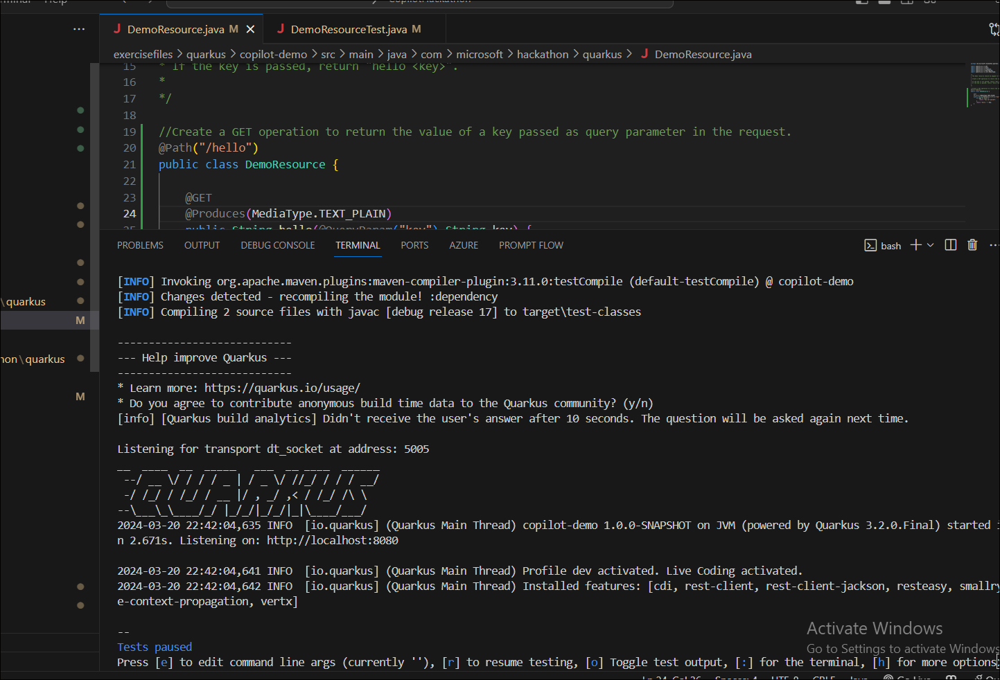 Help
DemoResource.java M
DemoResourceTest.java M
exercisefiles > quarkus > copilot-demo > src > main > java > com > microsoft > hackathon > quarkus > DemoResource.java
15 * If the key is passed, return "hello <key>".
16 *
17 */
18
19 //Create a GET operation to return the value of a key passed as query parameter in the request.
20 @Path("/hello")
21 public class DemoResource {
22
23 @GET
24 @Produces(MediaType.TEXT_PLAIN)
25 public String hello(@QueryParam("key") String key) {
\quarkus
M
\quarkus
M
PROBLEMS OUTPUT DEBUG CONSOLE TERMINAL PORTS AZURE PROMPT FLOW bash
[INFO] Invoking org.apache.maven.plugins:maven-compiler-plugin:3.11.0:testCompile (default-testCompile) @ copilot-demo
[INFO] Changes detected - recompiling the module! :dependency
[INFO] Compiling 2 source files with javac [debug release 17] to target\test-classes
----------------------------
--- Help improve Quarkus ---
----------------------------
* Learn more: https://quarkus.io/usage/
* Do you agree to contribute anonymous build time data to the Quarkus community? (y/n)
[info] [Quarkus build analytics] Didn't receive the user's answer after 10 seconds. The question will be asked again next time.
Listening for transport dt_socket at address: 5005
__  ____  __  _____   ___  __ ____  ______
 --/ __ \/ / / / _ | / _ \/ //_/ / / / __/
 -/ /_/ / /_/ / __ |/ , _/ ,< / /_/ /\ \
--\___\_\____/_/ |_/_/|_/_/|_|\____/___/
2024-03-20 22:42:04,635 INFO  [io.quarkus] (Quarkus Main Thread) copilot-demo 1.0.0-SNAPSHOT on JVM (powered by Quarkus 3.2.0.Final) started i
n 2.671s. Listening on: http://localhost:8080
2024-03-20 22:42:04,641 INFO  [io.quarkus] (Quarkus Main Thread) Profile dev activated. Live Coding activated.
2024-03-20 22:42:04,642 INFO  [io.quarkus] (Quarkus Main Thread) Installed features: [cdi, rest-client, rest-client-jackson, resteasy, smallry
e-context-propagation, vertx]
--
Tests paused
Press [e] to edit command line args (currently ''), [r] to resume testing, [o] Toggle test output, [:] for the terminal, [h] for more options
Activate Windows
Go to Settings to activate Windows.